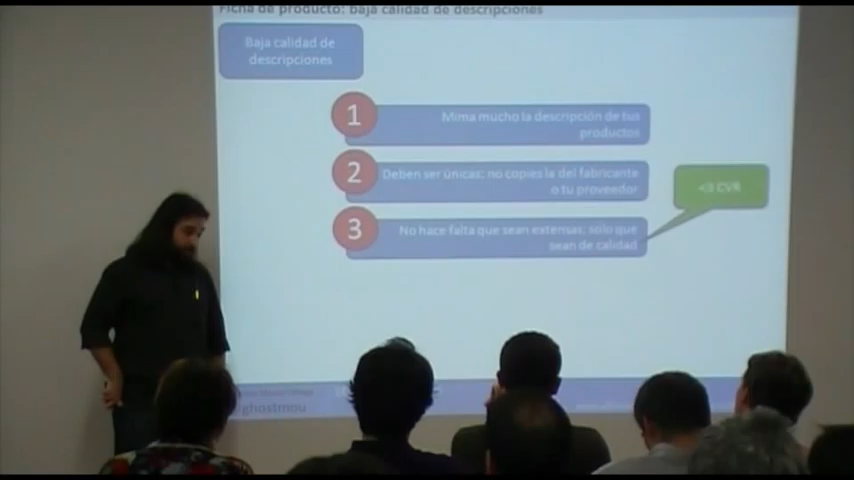 Ficha de producto: baja calidad de descripciones
Baja calidad de
descripciones
1
Mima mucho la descripción de tus
productos
2
Deben ser únicas: no copies la del fabricante
o tu proveedor
<3 CVR
3
No hace falta que sean extensas: solo que
sean de calidad
ghostmou